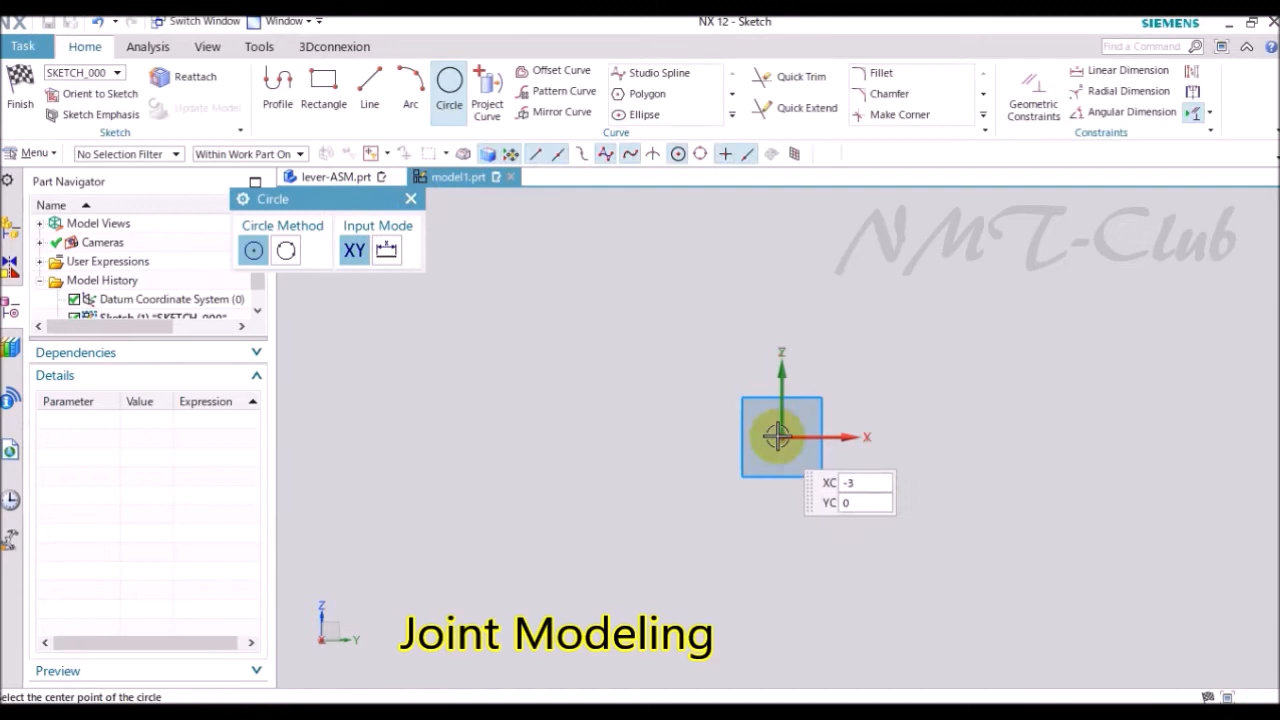 NX
Switch Window
Window
NX 12 - Sketch
SIEMENS
Task
Home
Analysis
View
Tools
3Dconnexion
Find a Command
SKETCH_000
Reattach
Orient to Sketch
Update Model
Finish
Sketch Emphasis
Sketch
Profile
Rectangle
Line
Arc
Circle
Project
Curve
Offset Curve
Pattern Curve
Mirror Curve
Studio Spline
Polygon
Ellipse
Quick Trim
Quick Extend
Fillet
Chamfer
Make Corner
Curve
Geometric
Constraints
Linear Dimension
Radial Dimension
Angular Dimension
Constraints
Menu
No Selection Filter
Within Work Part On
Part Navigator
lever-ASM.prt
model1.prt
Circle
Circle Method
Input Mode
XY
Name
Model Views
Cameras
User Expressions
Model History
Datum Coordinate System (0)
Sketch (1) "SKETCH_000"
Dependencies
Details
Parameter
Value
Expression
Preview
NMT-Club
Z
X
XC -3
YC 0
Z
Y
Joint Modeling
Select the center point of the circle